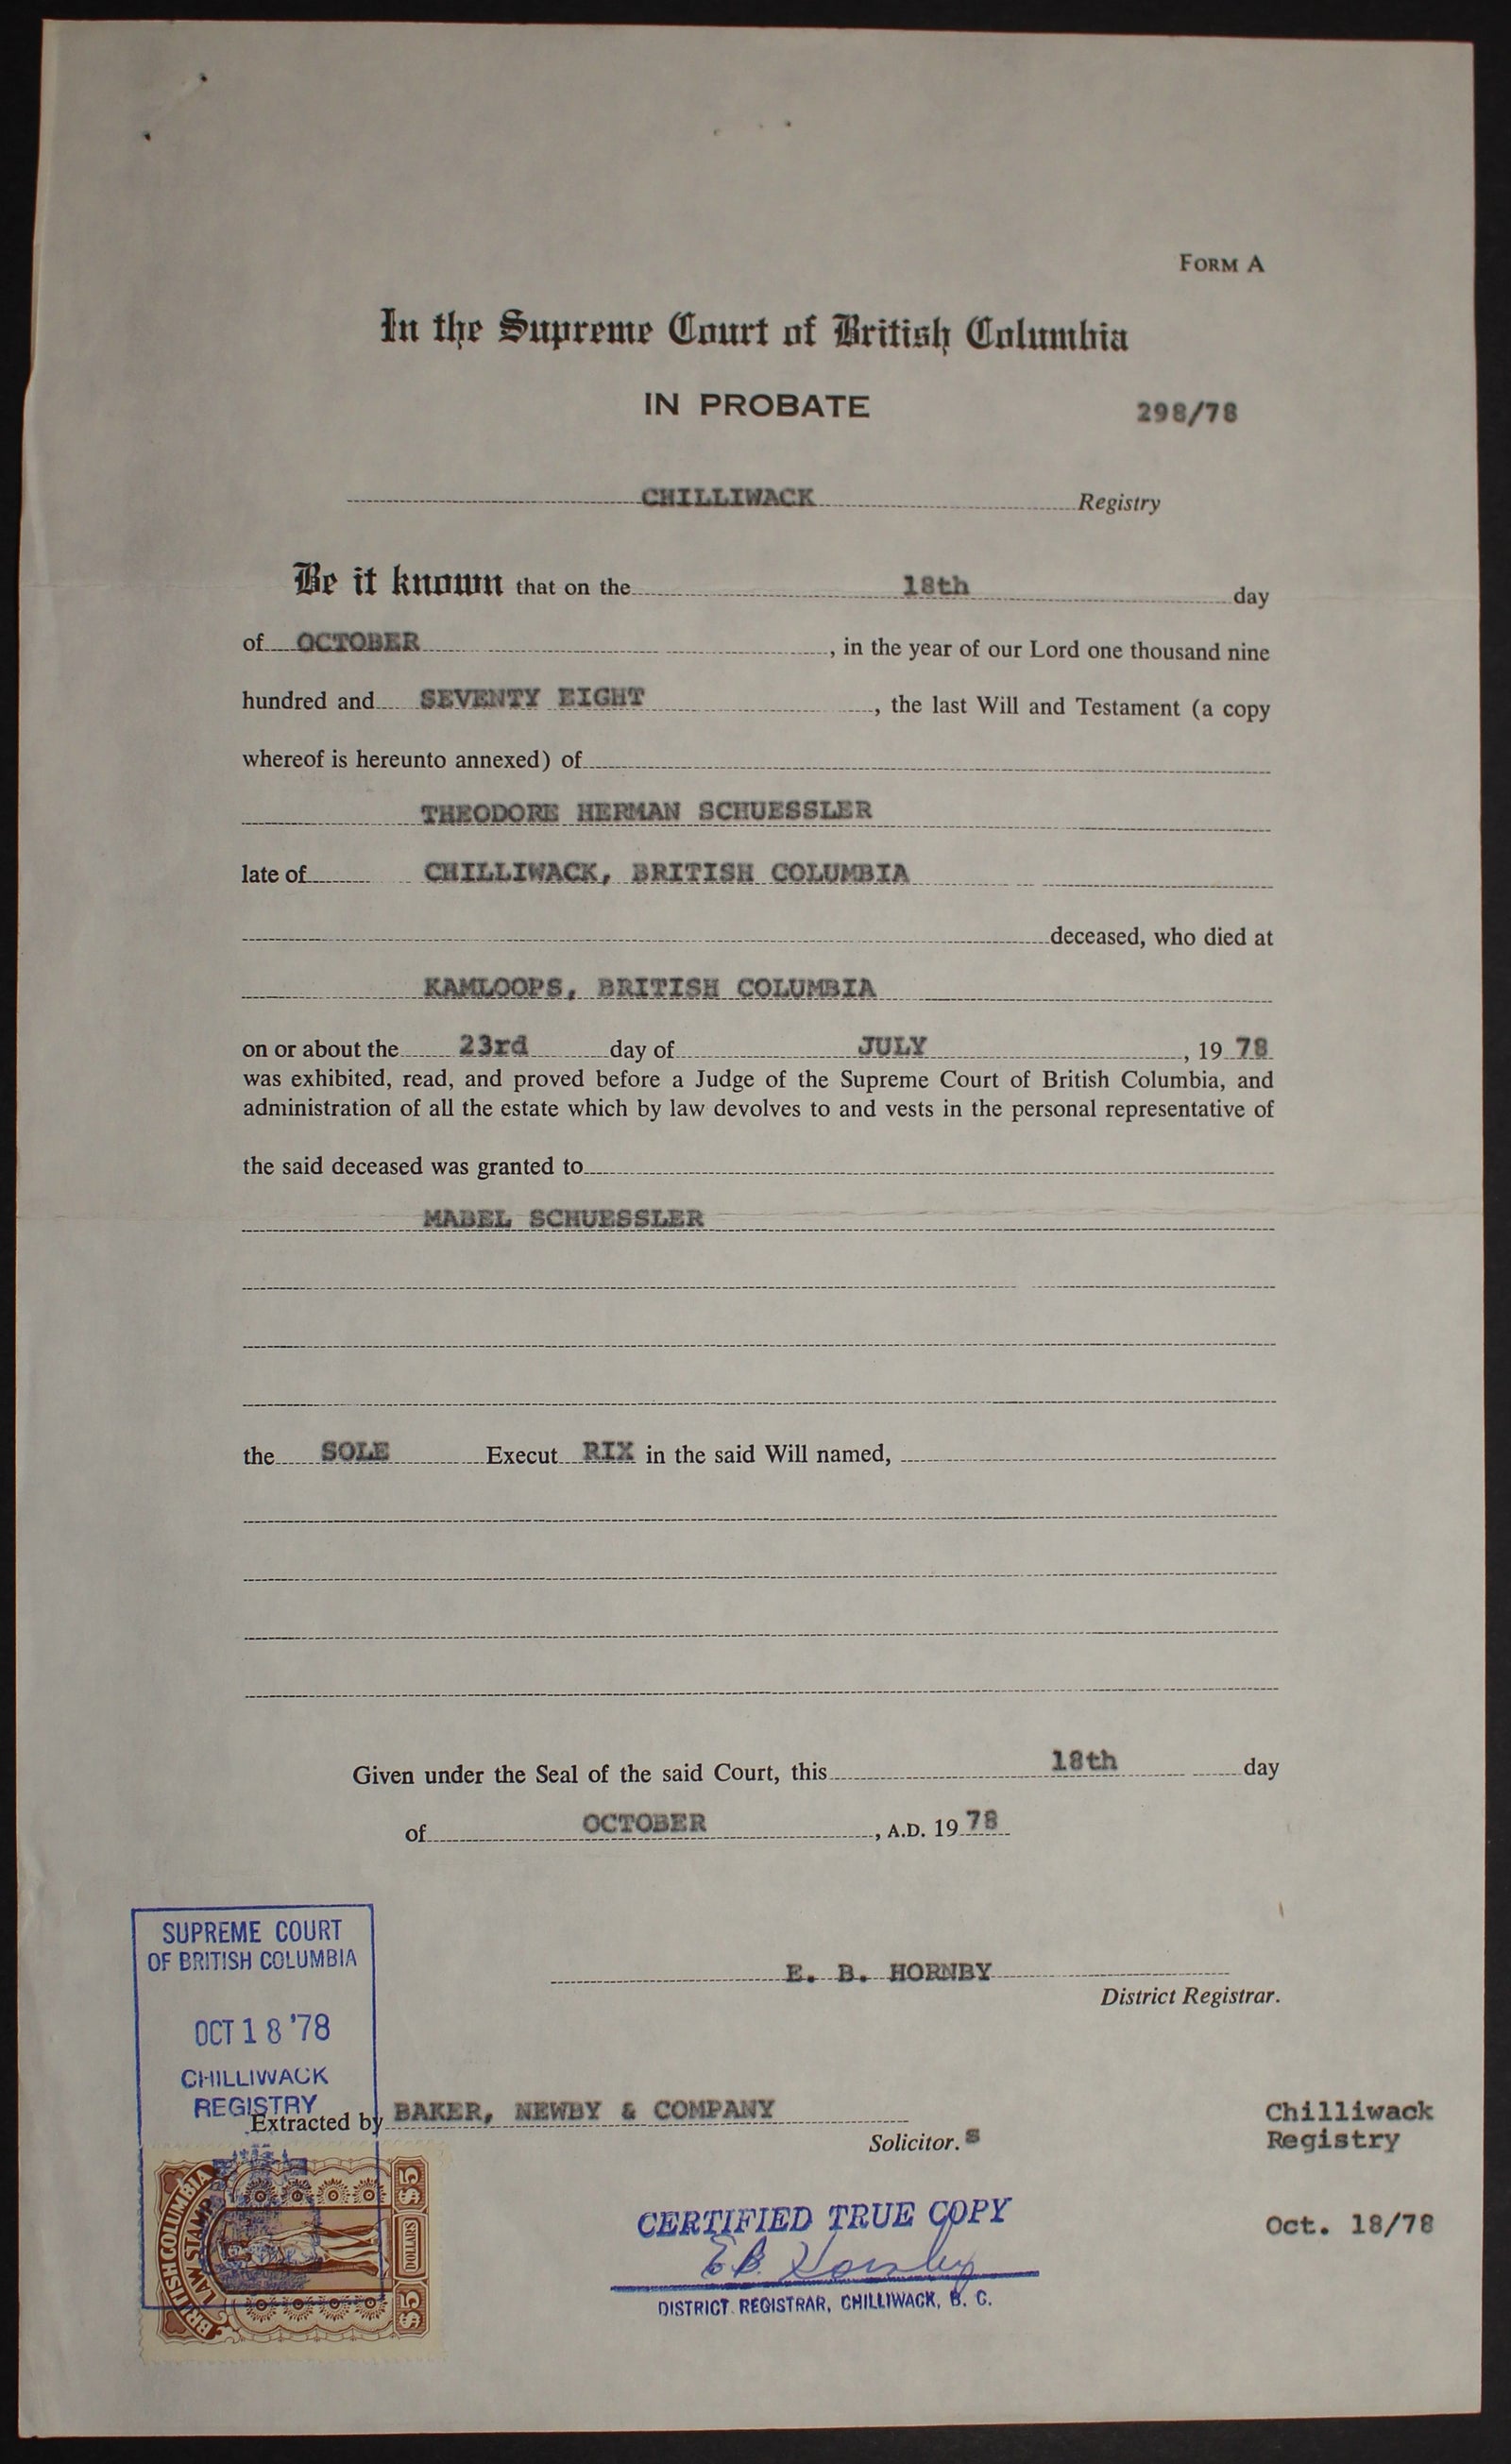 FORM A
In the Supreme Court of British Columbia
IN PROBATE 298/78
CHILLIWACK Registry
Be it known that on the 18th day
of OCTOBER, in the year of our Lord one thousand nine
hundred and SEVENTY EIGHT, the last Will and Testament (a copy
whereof is hereunto annexed) of
THEODORE HERMAN SCHUESSLER
late of CHILLIWACK, BRITISH COLUMBIA
deceased, who died at
KAMLOOPS, BRITISH COLUMBIA
on or about the 23rd day of JULY, 19 78
was exhibited, read, and proved before a Judge of the Supreme Court of British Columbia, and
administration of all the estate which by law devolves to and vests in the personal representative of
the said deceased was granted to
MABEL SCHUESSLER
the SOLE Execut RIX in the said Will named,
Given under the Seal of the said Court, this 18th day
of OCTOBER, A.D. 19 78
SUPREME COURT
OF BRITISH COLUMBIA
OCT 18 '78
CHILLIWACK
REGISTRY
E. B. HORNBY
District Registrar.
Extracted by BAKER, NEWBY & COMPANY
Solicitor. s
Chilliwack
Registry
Oct. 18/78
BRITISH COLUMBIA
LAW STAMP
$5 DOLLARS $5
CERTIFIED TRUE COPY
E.B. Hornby
DISTRICT REGISTRAR, CHILLIWACK, B. C.